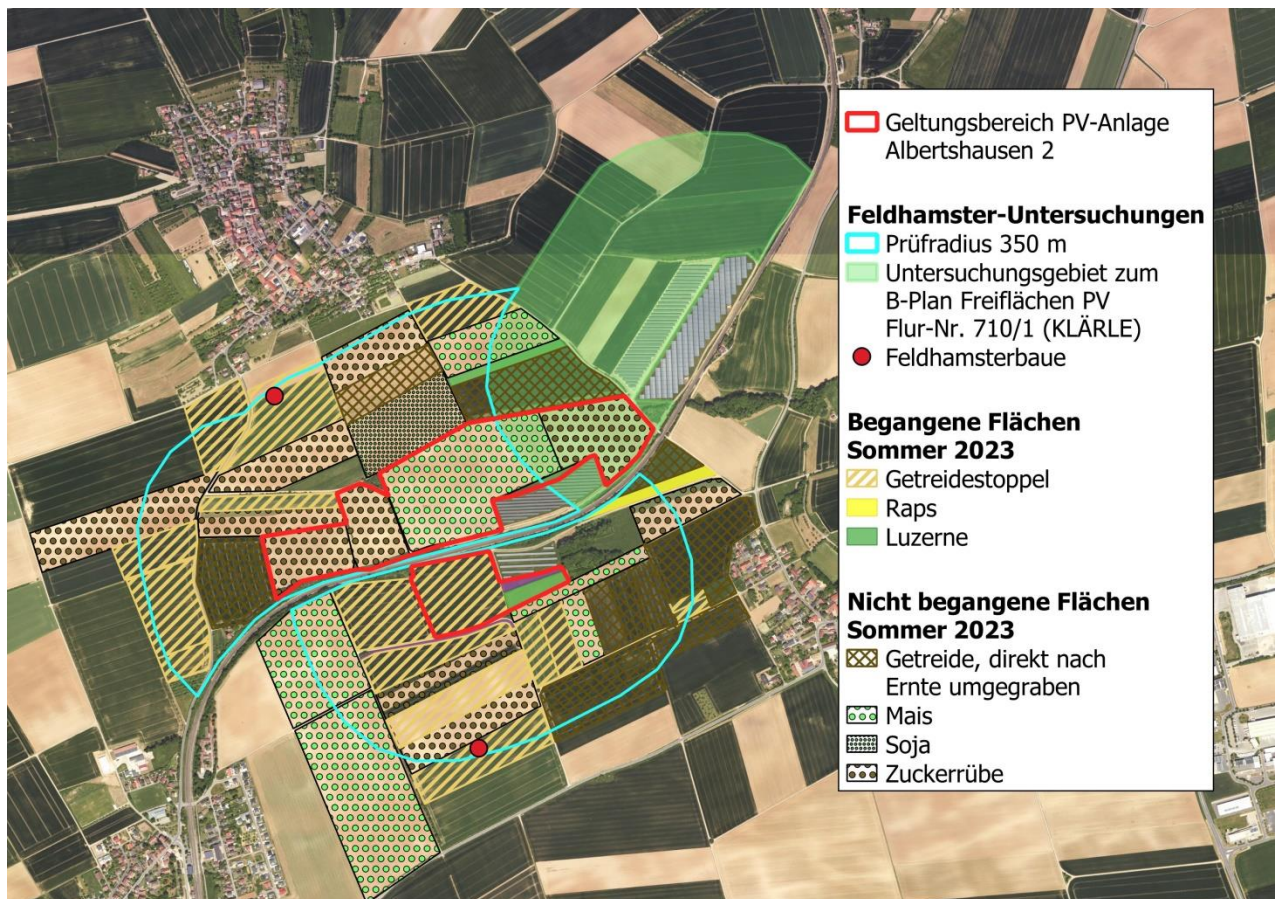 Geltungsbereich PV-Anlage
Albertshausen 2
Feldhamster-Untersuchungen
Prüfradius 350 m
Untersuchungsgebiet zum
B-Plan Freiflächen PV
Flur-Nr. 710/1 (KLÄRLE)
Feldhamsterbaue
Begangene Flächen
Sommer 2023
Getreidestoppel
Raps
Luzerne
Nicht begangene Flächen
Sommer 2023
Getreide, direkt nach
Ernte umgegraben
Mais
Soja
Zuckerrübe